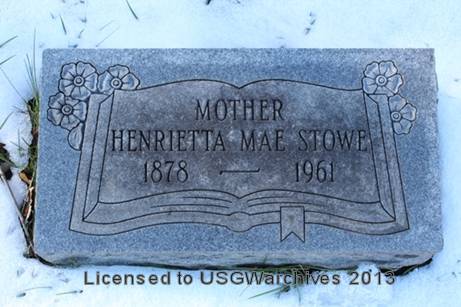 MOTHER
HENRIETTA MAE STOWE
1878 — 1961
Licensed to USGWarchives 2013